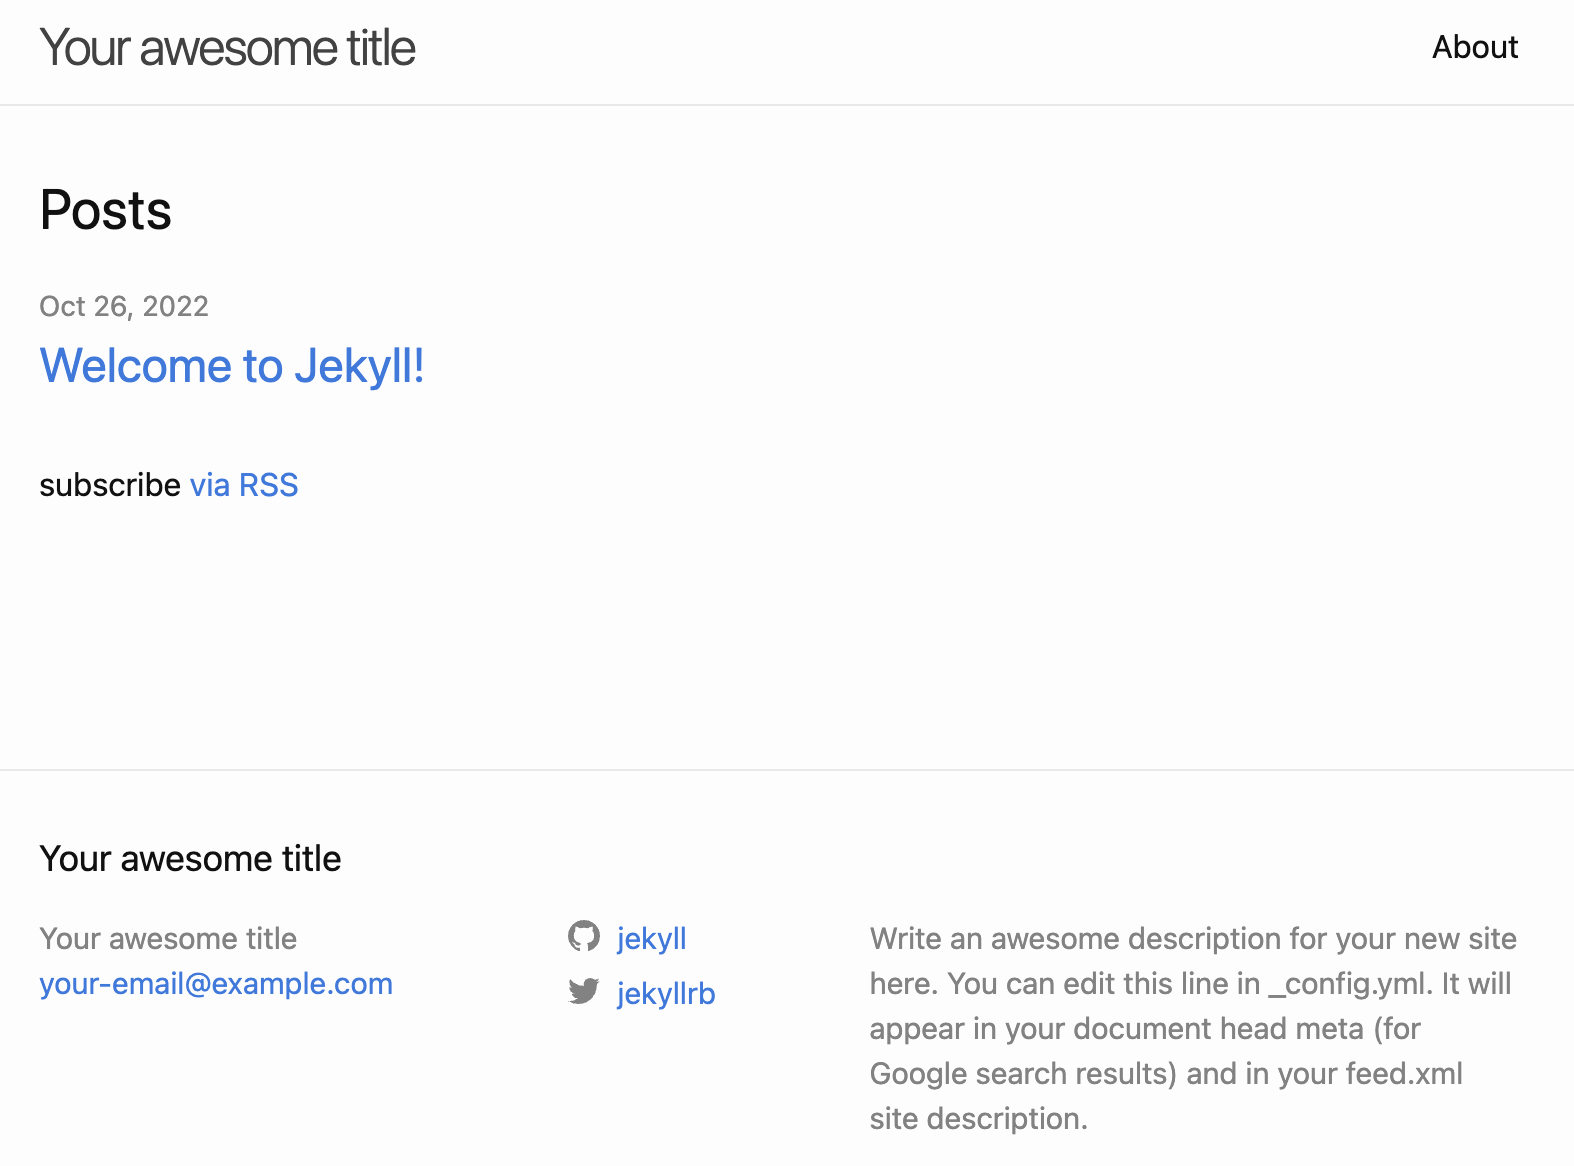 Your awesome title
About
Posts
Oct 26, 2022
Welcome to Jekyll!
subscribe via RSS
Your awesome title
Your awesome title
your-email@example.com
jekyll
jekyllrb
Write an awesome description for your new site
here. You can edit this line in _config.yml. It will
appear in your document head meta (for
Google search results) and in your feed.xml
site description.